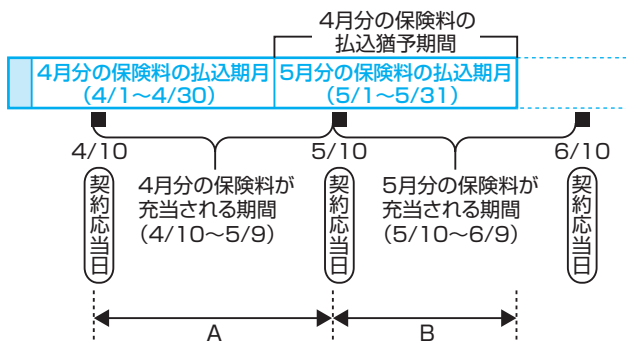 4月分の保険料の
払込猶予期間
4月分の保険料の払込期月
(4/1〜4/30)
5月分の保険料の払込期月
(5/1〜5/31)
4/10
5/10
6/10
4月分の保険料が
充当される期間
(4/10〜5/9)
5月分の保険料が
充当される期間
(5/10〜6/9)
契約応当日
契約応当日
契約応当日
A
B